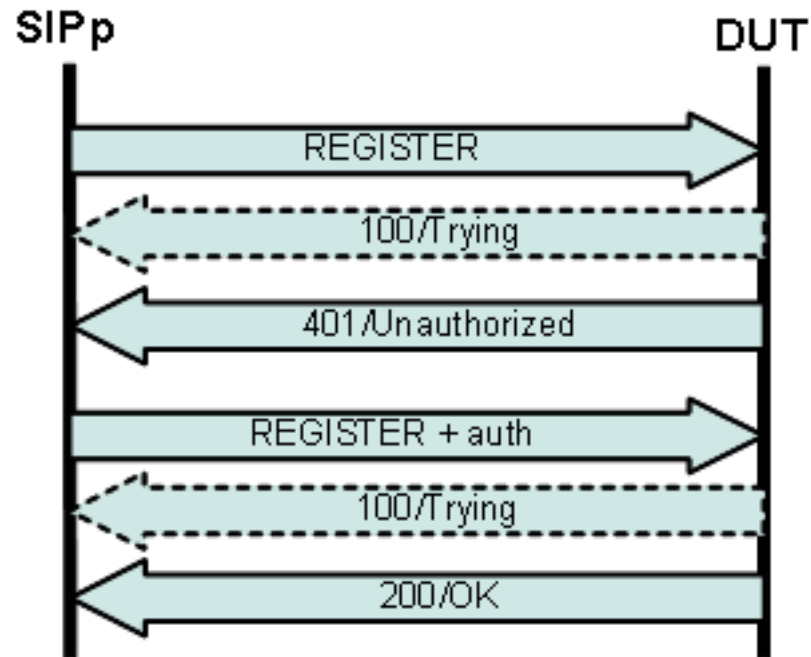 SIPp
DUT
REGISTER
100/Trying
401/Unauthorized
REGISTER + auth
100/Trying
200/OK